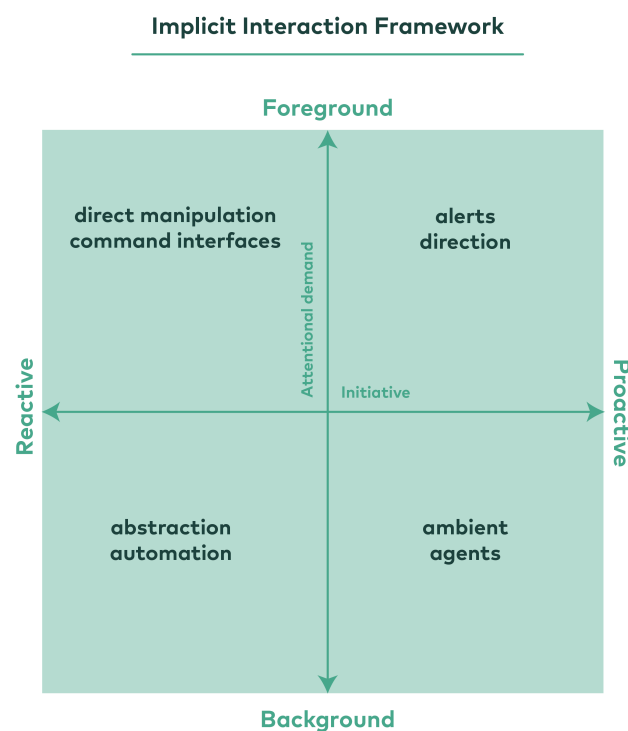 Implicit Interaction Framework
Foreground
direct manipulation
command interfaces
alerts
direction
Attentional demand
Initiative
Reactive
Proactive
abstraction
automation
ambient
agents
Background